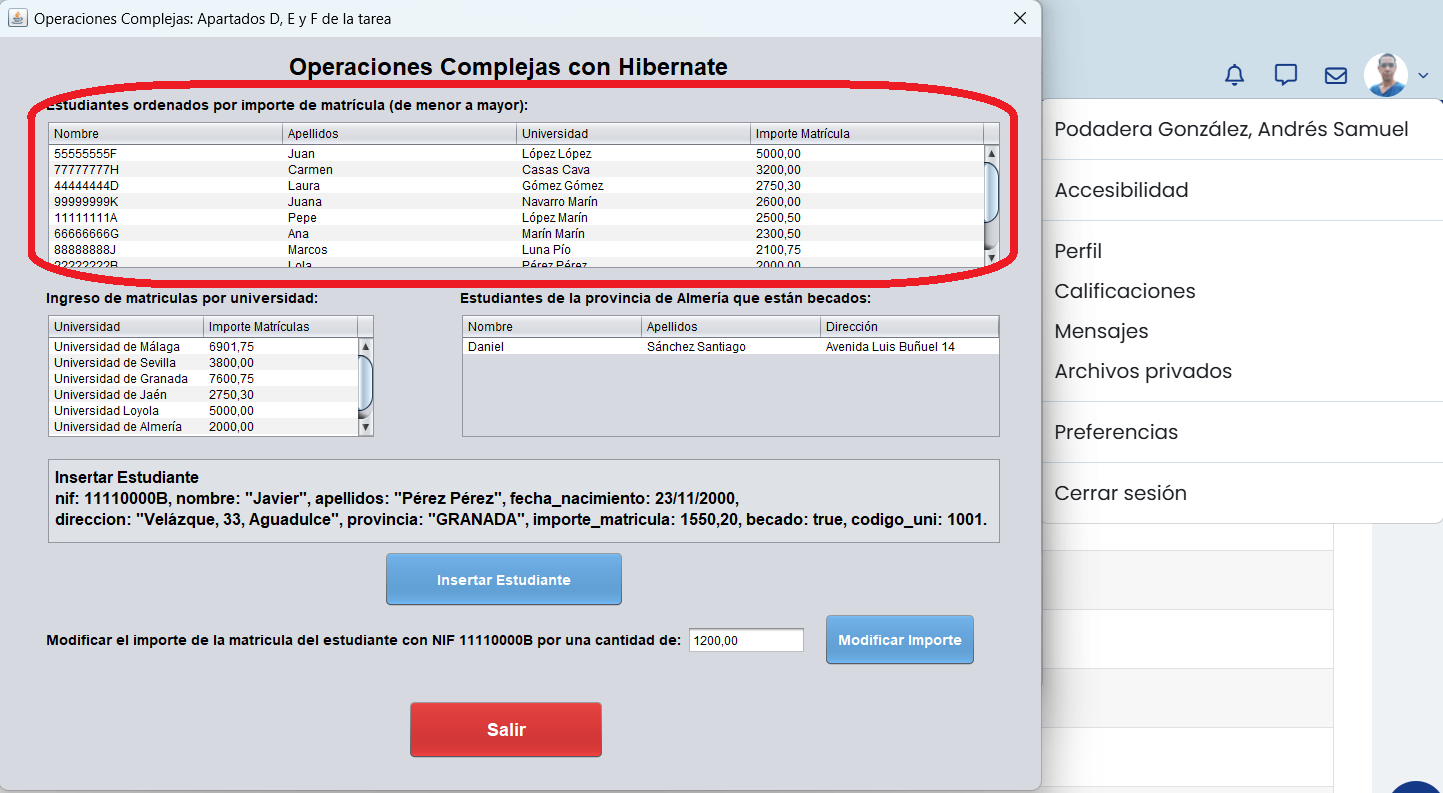 Operaciones Complejas: Apartados D, E y F de la tarea
Operaciones Complejas con Hibernate
Estudiantes ordenados por importe de matrícula (de menor a mayor):
Nombre Apellidos Universidad Importe Matrícula
55555555F Juan López López 5000,00
77777777H Carmen Casas Cava 3200,00
44444444D Laura Gómez Gómez 2750,30
99999999K Juana Navarro Marín 2600,00
11111111A Pepe López Marín 2500,50
66666666G Ana Marín Marín 2300,50
88888888J Marcos Luna Pío 2100,75
22222222B Lola Pérez Pérez 2000,00
Ingreso de matriculas por universidad:
Universidad Importe Matrículas
Universidad de Málaga 6901,75
Universidad de Sevilla 3800,00
Universidad de Granada 7600,75
Universidad de Jaén 2750,30
Universidad Loyola 5000,00
Universidad de Almería 2000,00
Estudiantes de la provincia de Almería que están becados:
Nombre Apellidos Dirección
Daniel Sánchez Santiago Avenida Luis Buñuel 14
Insertar Estudiante
nif: 11110000B, nombre: "Javier", apellidos: "Pérez Pérez", fecha_nacimiento: 23/11/2000,
direccion: "Velázque, 33, Aguadulce", provincia: "GRANADA", importe_matricula: 1550,20, becado: true, codigo_uni: 1001.
Insertar Estudiante
Modificar el importe de la matricula del estudiante con NIF 11110000B por una cantidad de: 1200,00 Modificar Importe
Salir
Podadera González, Andrés Samuel
Accesibilidad
Perfil
Calificaciones
Mensajes
Archivos privados
Preferencias
Cerrar sesión